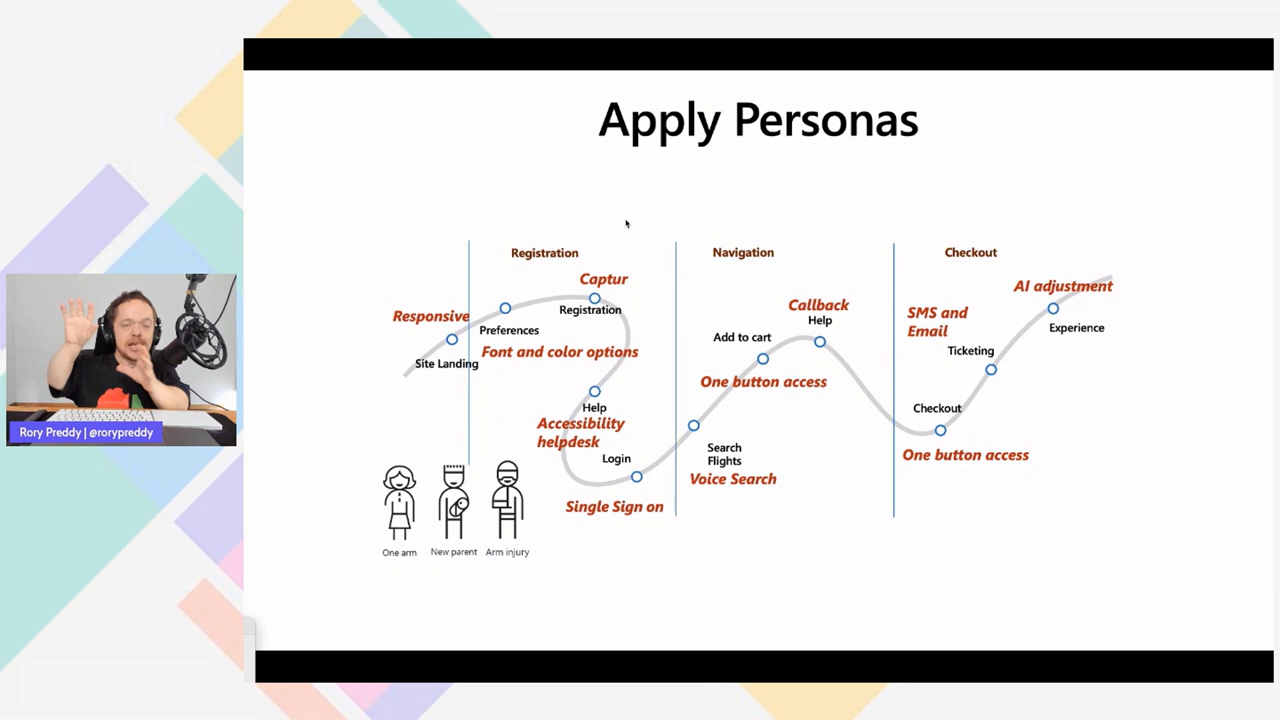 Apply Personas
Registration
Navigation
Checkout
Captur
Registration
Responsive
Site Landing
Preferences
Font and color options
Help
Accessibility
helpdesk
Login
Single Sign on
Callback
Help
Add to cart
One button access
Search
Flights
Voice Search
AI adjustment
Experience
SMS and
Email
Ticketing
Checkout
One button access
One arm
New parent
Arm injury
Rory Preddy | @rorypreddy